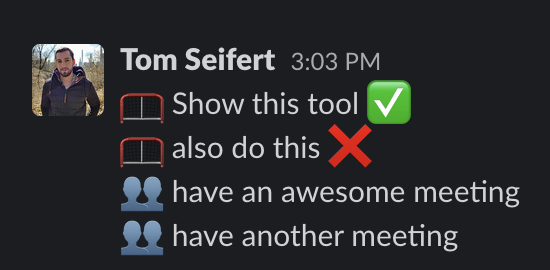 Tom Seifert 3:03 PM
🥅 Show this tool ✅
🥅 also do this ❌
👥 have an awesome meeting
👥 have another meeting